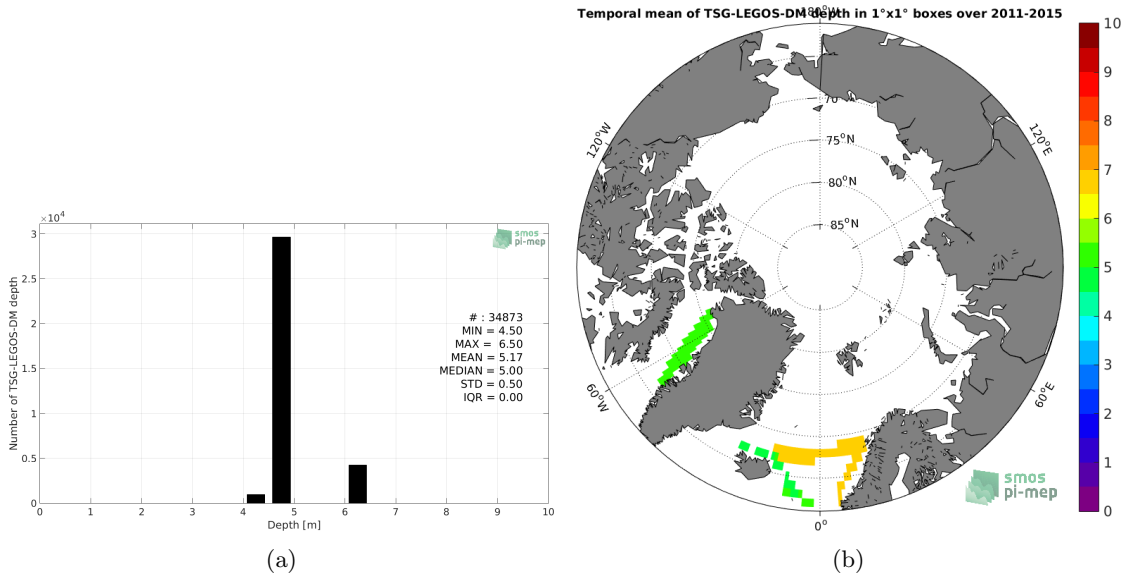 Temporal mean of TSG-LEGOS-DM depth in 1°x1° boxes over 2011-2015
180°W
×10⁴
3
2.5
2
1.5
1
0.5
0
Number of TSG-LEGOS-DM depth
smos
pi-mep
# : 34873
MIN = 4.50
MAX = 6.50
MEAN = 5.17
MEDIAN = 5.00
STD = 0.50
IQR = 0.00
0 1 2 3 4 5 6 7 8 9 10
Depth [m]
(a)
120°W
120°E
60°W
60°E
0°
70
75°N
80°N
85°N
smos
pi-mep
10
9
8
7
6
5
4
3
2
1
0
(b)